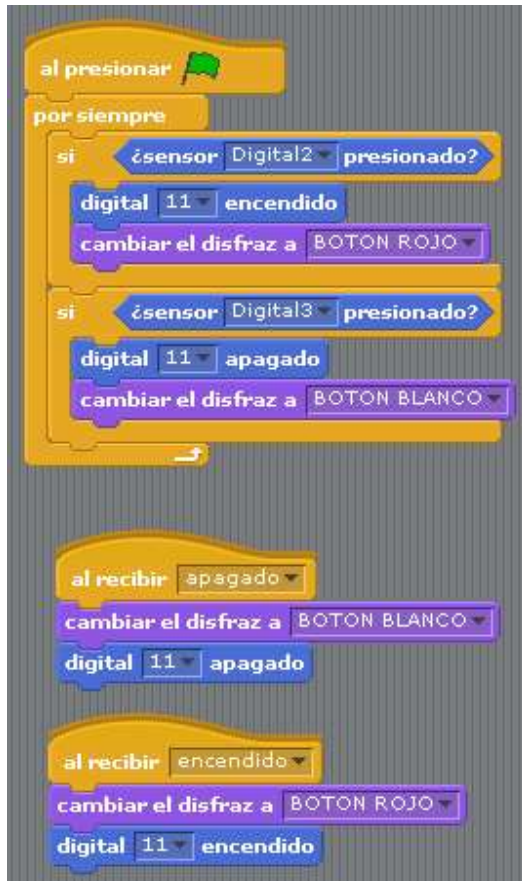 al presionar
por siempre
si ¿sensor Digital2 presionado?
digital 11 encendido
cambiar el disfraz a BOTON ROJO
si ¿sensor Digital3 presionado?
digital 11 apagado
cambiar el disfraz a BOTON BLANCO
al recibir apagado
cambiar el disfraz a BOTON BLANCO
digital 11 apagado
al recibir encendido
cambiar el disfraz a BOTON ROJO
digital 11 encendido